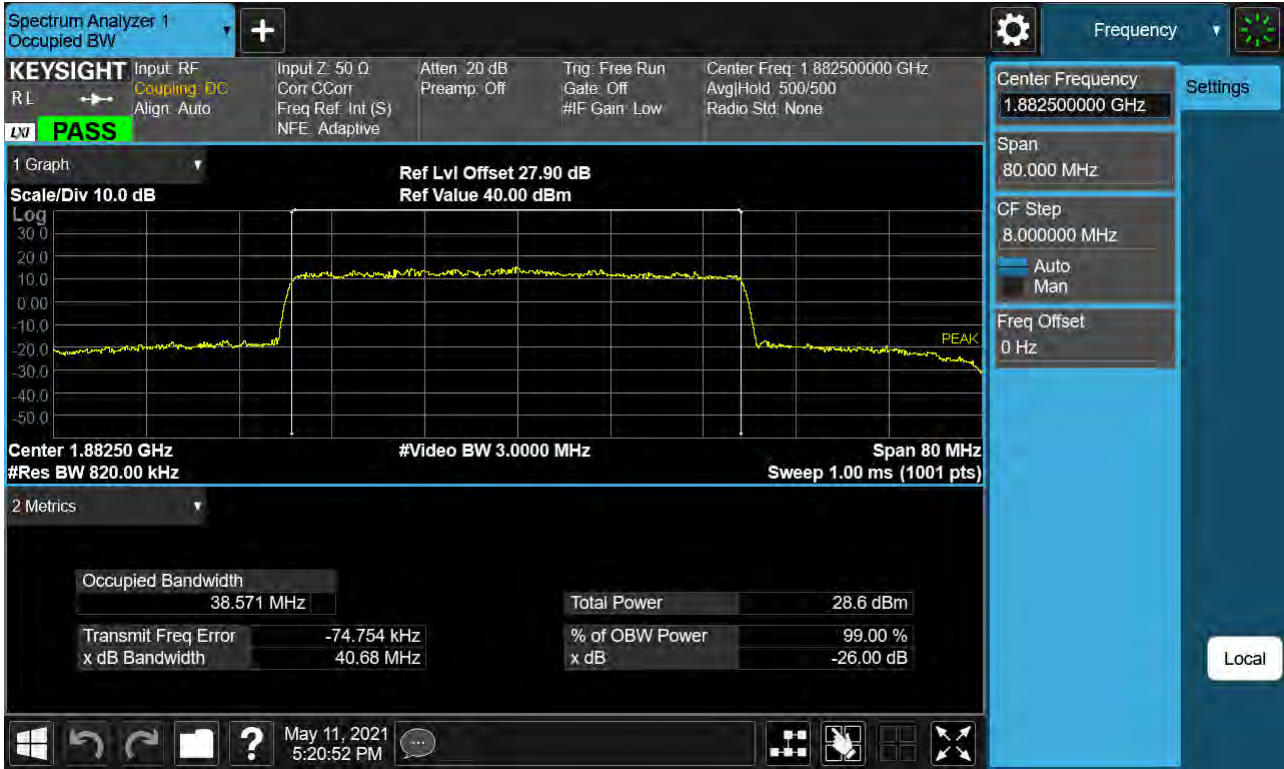 Spectrum Analyzer 1
Occupied BW
Frequency
KEYSIGHT
RL
LXI
PASS
Input: RF
Coupling: DC
Align: Auto
Input Z: 50 Ω
Corr CCorr
Freq Ref: Int (S)
NFE: Adaptive
Atten: 20 dB
Preamp: Off
Trig: Free Run
Gate: Off
#IF Gain: Low
Center Freq: 1.882500000 GHz
Avg|Hold: 500/500
Radio Std: None
Center Frequency
1.882500000 GHz
Settings
Span
80.000 MHz
CF Step
8.000000 MHz
Auto
Man
Freq Offset
0 Hz
Local
1 Graph
Scale/Div 10.0 dB
Ref Lvl Offset 27.90 dB
Ref Value 40.00 dBm
Log
30.0
20.0
10.0
0.00
-10.0
-20.0
-30.0
-40.0
-50.0
PEAK
Center 1.88250 GHz
#Video BW 3.0000 MHz
Span 80 MHz
#Res BW 820.00 kHz
Sweep 1.00 ms (1001 pts)
2 Metrics
Occupied Bandwidth
38.571 MHz
Total Power 28.6 dBm
Transmit Freq Error -74.754 kHz
% of OBW Power 99.00 %
x dB Bandwidth 40.68 MHz
x dB -26.00 dB
?
May 11, 2021
5:20:52 PM